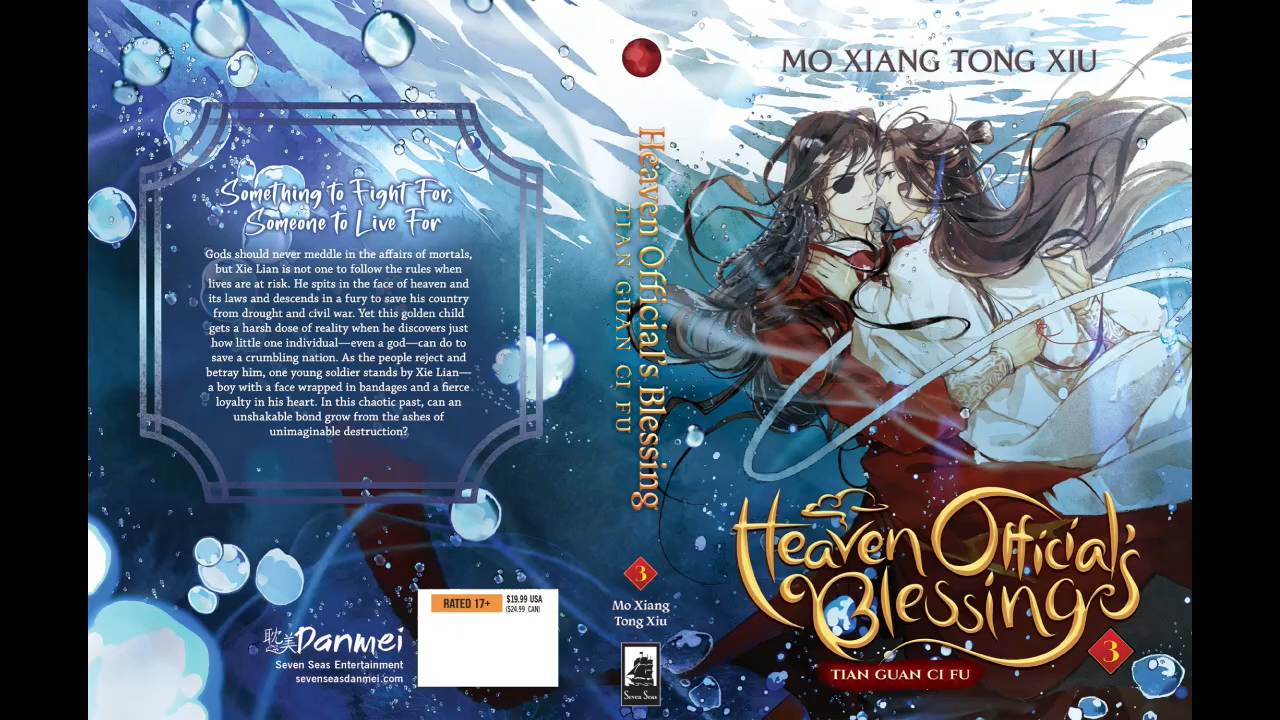 Something to Fight For,
Someone to Live For
Gods should never meddle in the affairs of mortals,
but Xie Lian is not one to follow the rules when
lives are at risk. He spits in the face of heaven and
its laws and descends in a fury to save his country
from drought and civil war. Yet this golden child
gets a harsh dose of reality when he discovers just
how little one individual—even a god—can do to
save a crumbling nation. As the people reject and
betray him, one young soldier stands by Xie Lian—
a boy with a face wrapped in bandages and a fierce
loyalty in his heart. In this chaotic past, can an
unshakable bond grow from the ashes of
unimaginable destruction?
耽美 Danmei
Seven Seas Entertainment
sevenseasdanmei.com
RATED 17+
$19.99 USA
($24.99 CAN)
Heaven Official's Blessing
TIAN GUAN CI FU
3
Mo Xiang
Tong Xiu
Seven Seas
MO XIANG TONG XIU
Heaven Official's
Blessing
3
TIAN GUAN CI FU